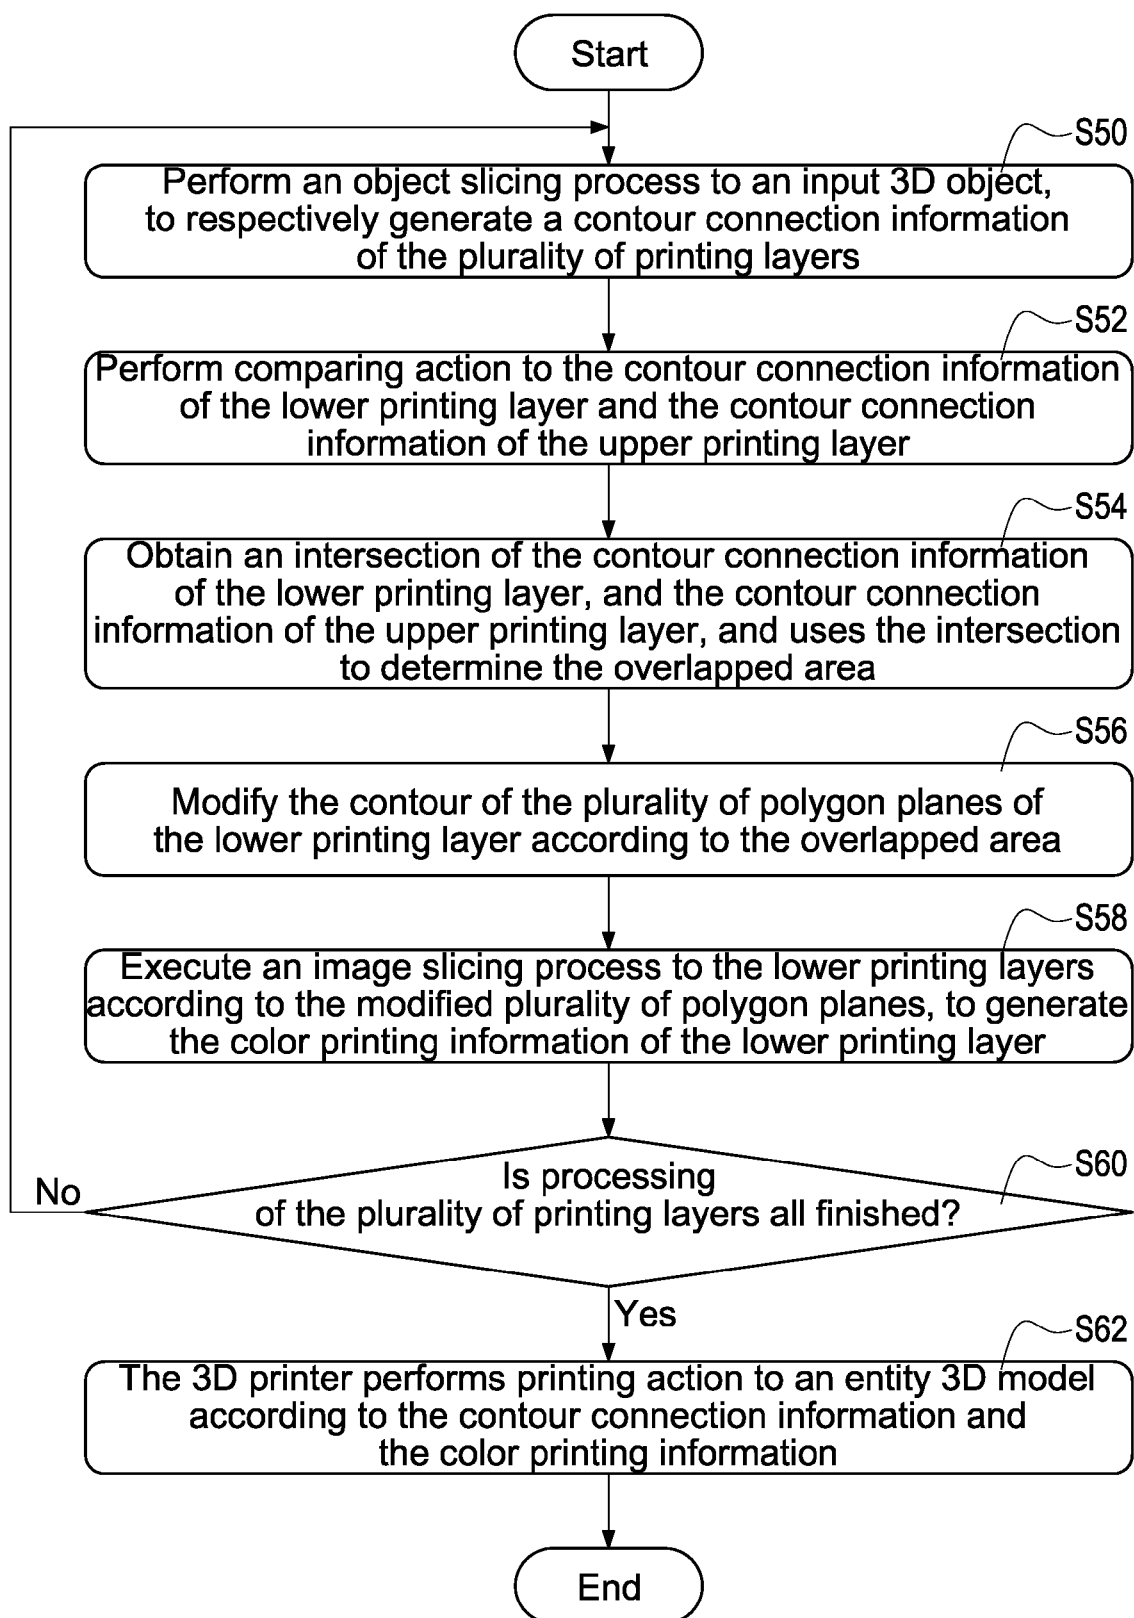 Start
S50
Perform an object slicing process to an input 3D object,
to respectively generate a contour connection information
of the plurality of printing layers
S52
Perform comparing action to the contour connection information
of the lower printing layer and the contour connection
information of the upper printing layer
S54
Obtain an intersection of the contour connection information
of the lower printing layer, and the contour connection
information of the upper printing layer, and uses the intersection
to determine the overlapped area
S56
Modify the contour of the plurality of polygon planes of
the lower printing layer according to the overlapped area
S58
Execute an image slicing process to the lower printing layers
according to the modified plurality of polygon planes, to generate
the color printing information of the lower printing layer
S60
Is processing
of the plurality of printing layers all finished?
No
Yes
S62
The 3D printer performs printing action to an entity 3D model
according to the contour connection information and
the color printing information
End